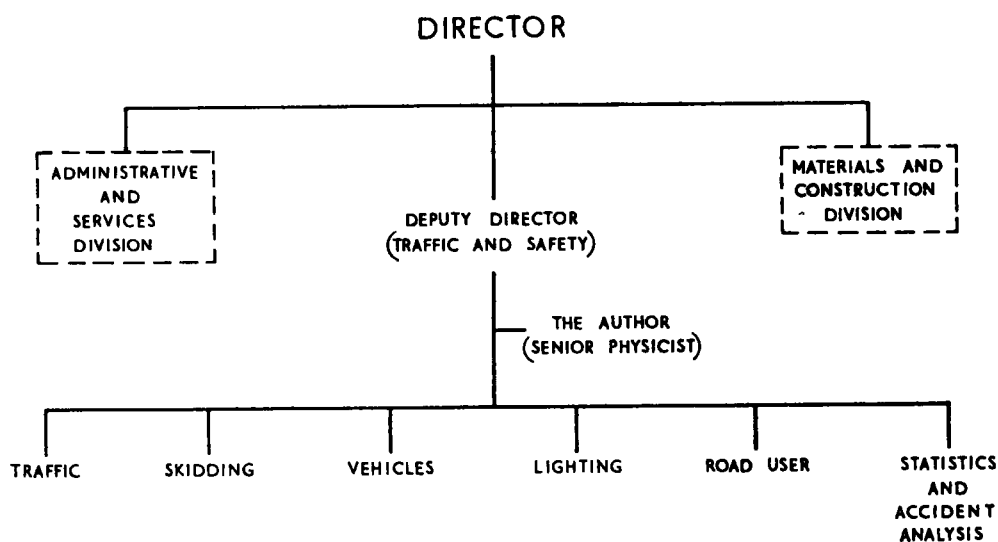 DIRECTOR
ADMINISTRATIVE
AND
SERVICES
DIVISION
MATERIALS AND
CONSTRUCTION
DIVISION
DEPUTY DIRECTOR
(TRAFFIC AND SAFETY)
THE AUTHOR
(SENIOR PHYSICIST)
TRAFFIC
SKIDDING
VEHICLES
LIGHTING
ROAD USER
STATISTICS
AND
ACCIDENT
ANALYSIS